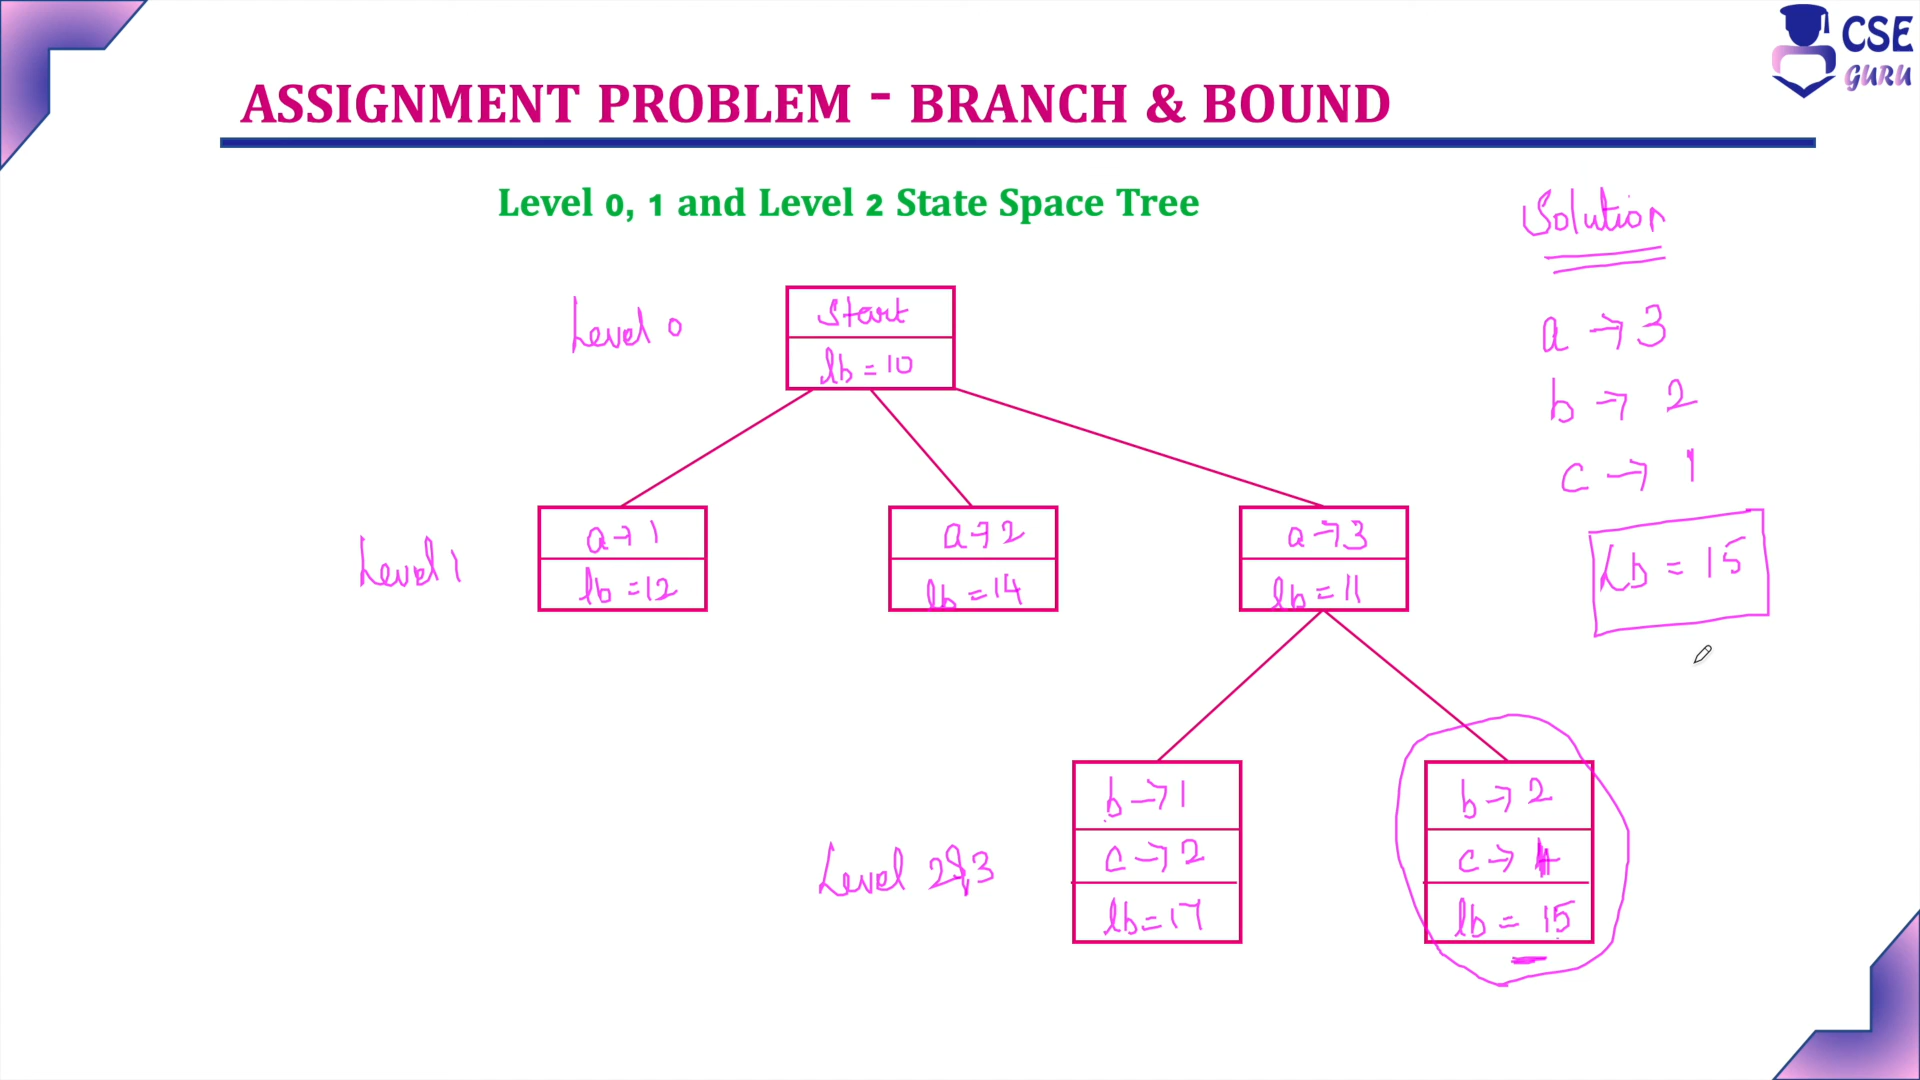 CSE
GURU
ASSIGNMENT PROBLEM - BRANCH & BOUND
Level 0, 1 and Level 2 State Space Tree
Solution
Level 0
Start
lb = 10
a → 3
b → 2
c → 1
Lb = 15
Level 1
a → 1
lb = 12
a → 2
lb = 14
a → 3
lb = 11
Level 2&3
b → 1
c → 2
lb = 17
b → 2
c →
lb = 15